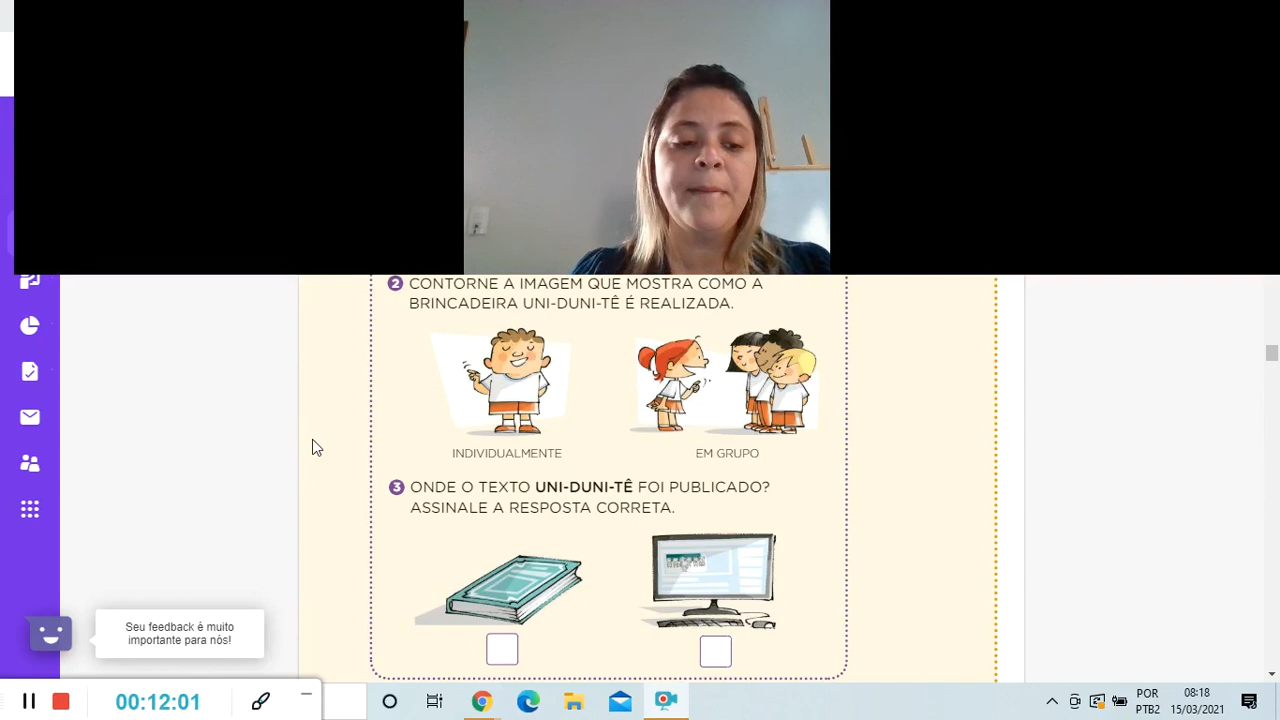 2 CONTORNE A IMAGEM QUE MOSTRA COMO A
BRINCADEIRA UNI-DUNI-TÊ É REALIZADA.
INDIVIDUALMENTE
EM GRUPO
3 ONDE O TEXTO UNI-DUNI-TÊ FOI PUBLICADO?
ASSINALE A RESPOSTA CORRETA.
Seu feedback é muito
importante para nós!
00:12:01
POR
PTB2
08:18
15/03/2021